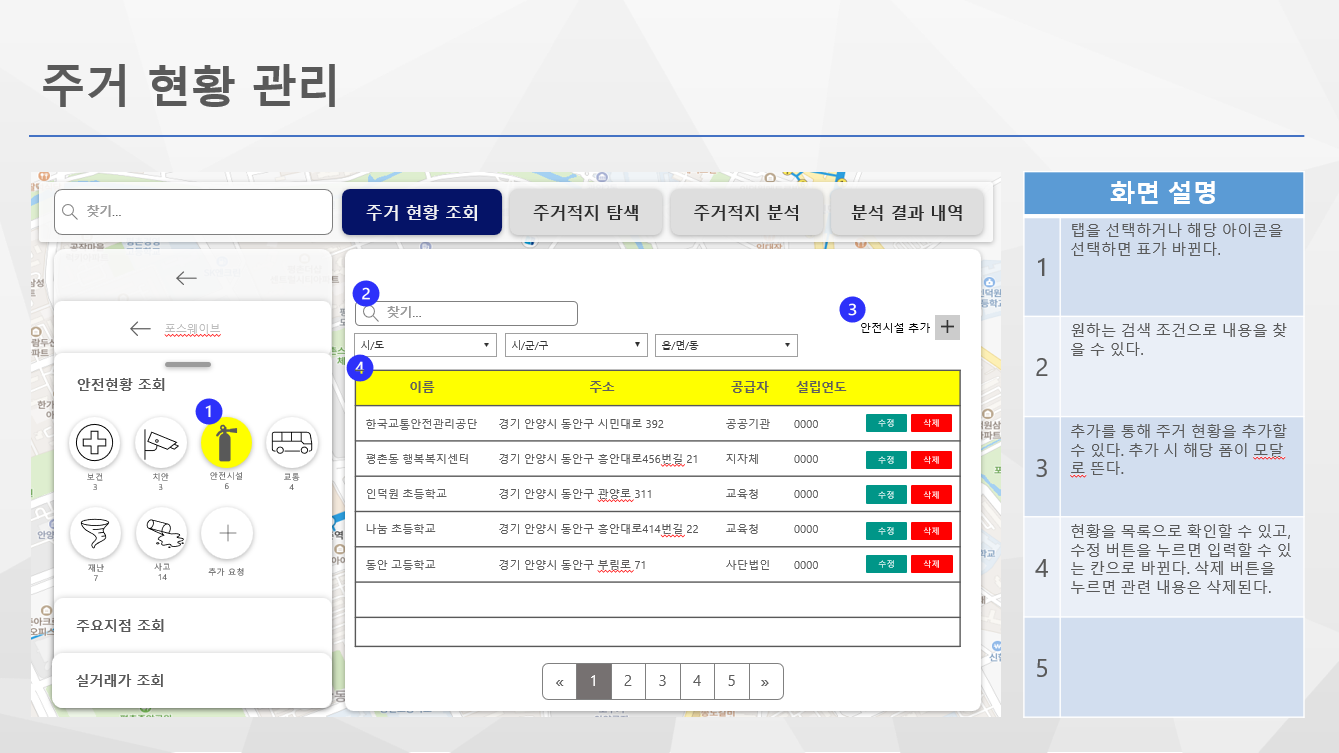 주거 현황 관리
찾기...
주거 현황 조회
주거적지 탐색
주거적지 분석
분석 결과 내역
포스웨이브
안전현황 조회
1
보건
3
치안
3
안전시설
6
교통
4
재난
7
사고
14
추가 요청
주요지점 조회
실거래가 조회
2
찾기...
3
안전시설 추가
시/도
시/군/구
읍/면/동
4
이름 주소 공급자 설립연도
한국교통안전관리공단 경기 안양시 동안구 시민대로 392 공공기관 0000 수정 삭제
평촌동 행복복지센터 경기 안양시 동안구 흥안대로456번길 21 지자체 0000 수정 삭제
인덕원 초등학교 경기 안양시 동안구 관양로 311 교육청 0000 수정 삭제
나눔 초등학교 경기 안양시 동안구 흥안대로414번길 22 교육청 0000 수정 삭제
동안 고등학교 경기 안양시 동안구 부림로 71 사단법인 0000 수정 삭제
« 1 2 3 4 5 »
화면 설명
1
탭을 선택하거나 해당 아이콘을
선택하면 표가 바뀐다.
2
원하는 검색 조건으로 내용을 찾
을 수 있다.
3
추가를 통해 주거 현황을 추가할
수 있다. 추가 시 해당 폼이 모달
로 뜬다.
4
현황을 목록으로 확인할 수 있고,
수정 버튼을 누르면 입력할 수 있
는 칸으로 바뀐다. 삭제 버튼을
누르면 관련 내용은 삭제된다.
5